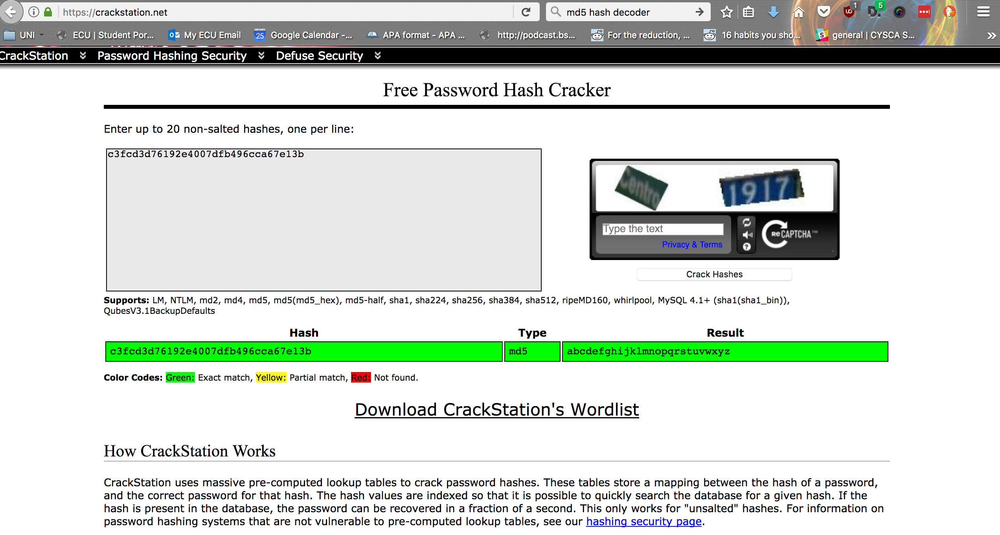 https://crackstation.net
md5 hash decoder
1
5
UNI
ECU | Student Por...
My ECU Email
25
Google Calendar -...
APA format - APA ...
http://podcast.bs...
For the reduction, ...
16 habits you sho...
general | CYSCA S...
CrackStation
Password Hashing Security
Defuse Security
Free Password Hash Cracker
Enter up to 20 non-salted hashes, one per line:
c3fcd3d76192e4007dfb496cca67e13b
Centro
1917
Type the text
Privacy & Terms
ReCAPTCHA™
Crack Hashes
Supports: LM, NTLM, md2, md4, md5, md5(md5_hex), md5-half, sha1, sha224, sha256, sha384, sha512, ripeMD160, whirlpool, MySQL 4.1+ (sha1(sha1_bin)),
QubesV3.1BackupDefaults
Hash Type Result
c3fcd3d76192e4007dfb496cca67e13b md5 abcdefghijklmnopqrstuvwxyz
Color Codes: Green: Exact match, Yellow: Partial match, Red: Not found.
Download CrackStation's Wordlist
How CrackStation Works
CrackStation uses massive pre-computed lookup tables to crack password hashes. These tables store a mapping between the hash of a password,
and the correct password for that hash. The hash values are indexed so that it is possible to quickly search the database for a given hash. If the
hash is present in the database, the password can be recovered in a fraction of a second. This only works for "unsalted" hashes. For information on
password hashing systems that are not vulnerable to pre-computed lookup tables, see our hashing security page.